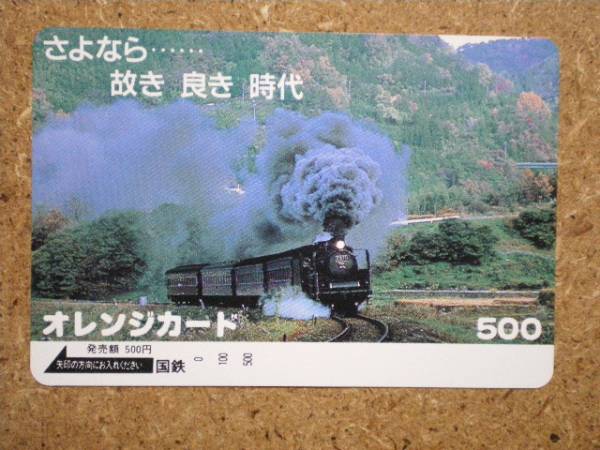 さよなら……
故き 良き 時代
オレンジカード
500
発売額 500円
矢印の方向にお入れください
国鉄
0
100
500